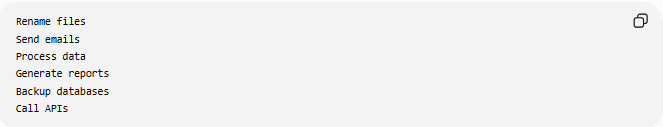 Rename files
Send emails
Process data
Generate reports
Backup databases
Call APIs